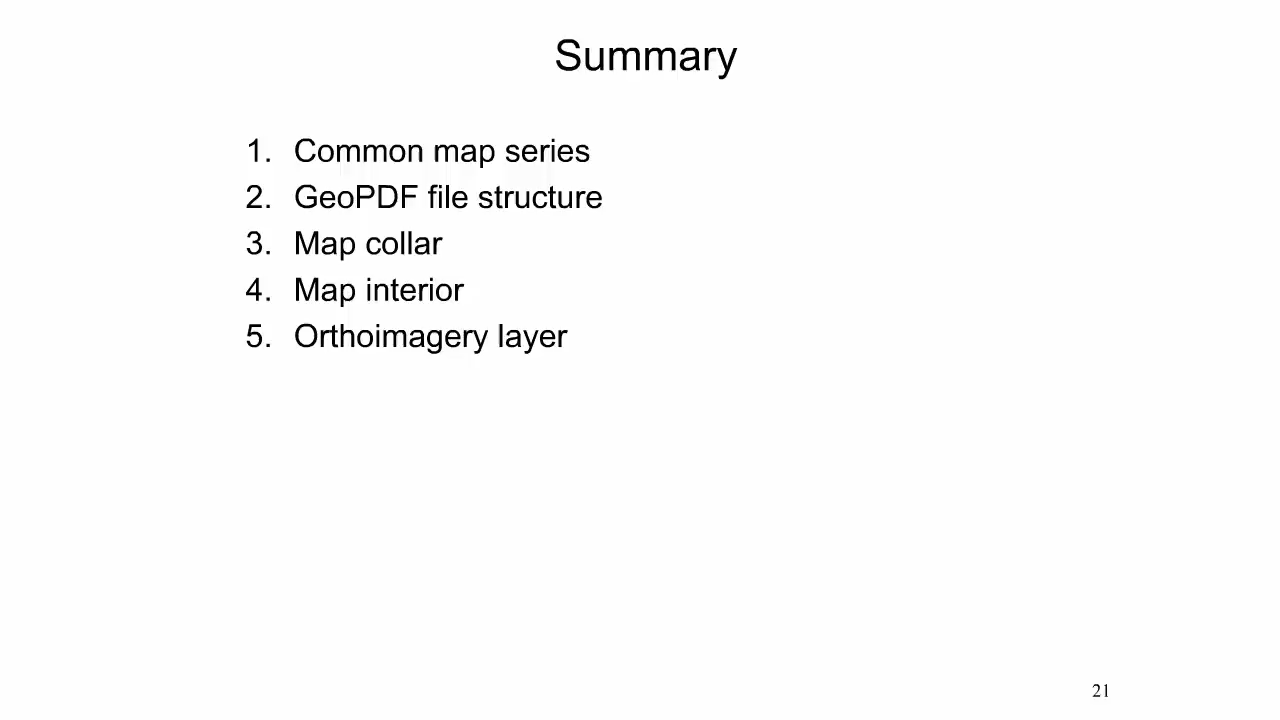 Summary
1. Common map series
2. GeoPDF file structure
3. Map collar
4. Map interior
5. Orthoimagery layer
21